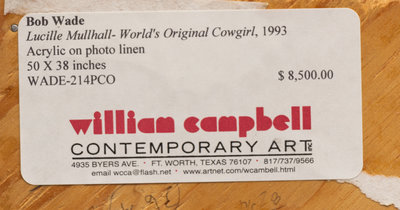 Bob Wade
Lucille Mullhall- World's Original Cowgirl, 1993
Acrylic on photo linen
50 X 38 inches
WADE-214PCO $ 8,500.00
william campbell
CONTEMPORARY ART INC
4935 BYERS AVE. · FT. WORTH, TEXAS 76107 · 817/737/9566
email wcca@flash.net · www.artnet.com/wcambell.html